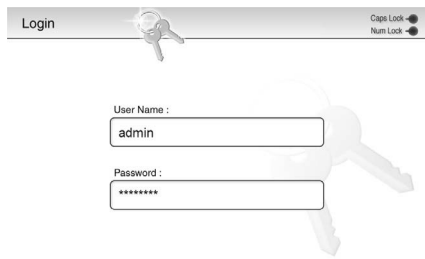 Login
Caps Lock
Num Lock
User Name :
admin
Password :
********